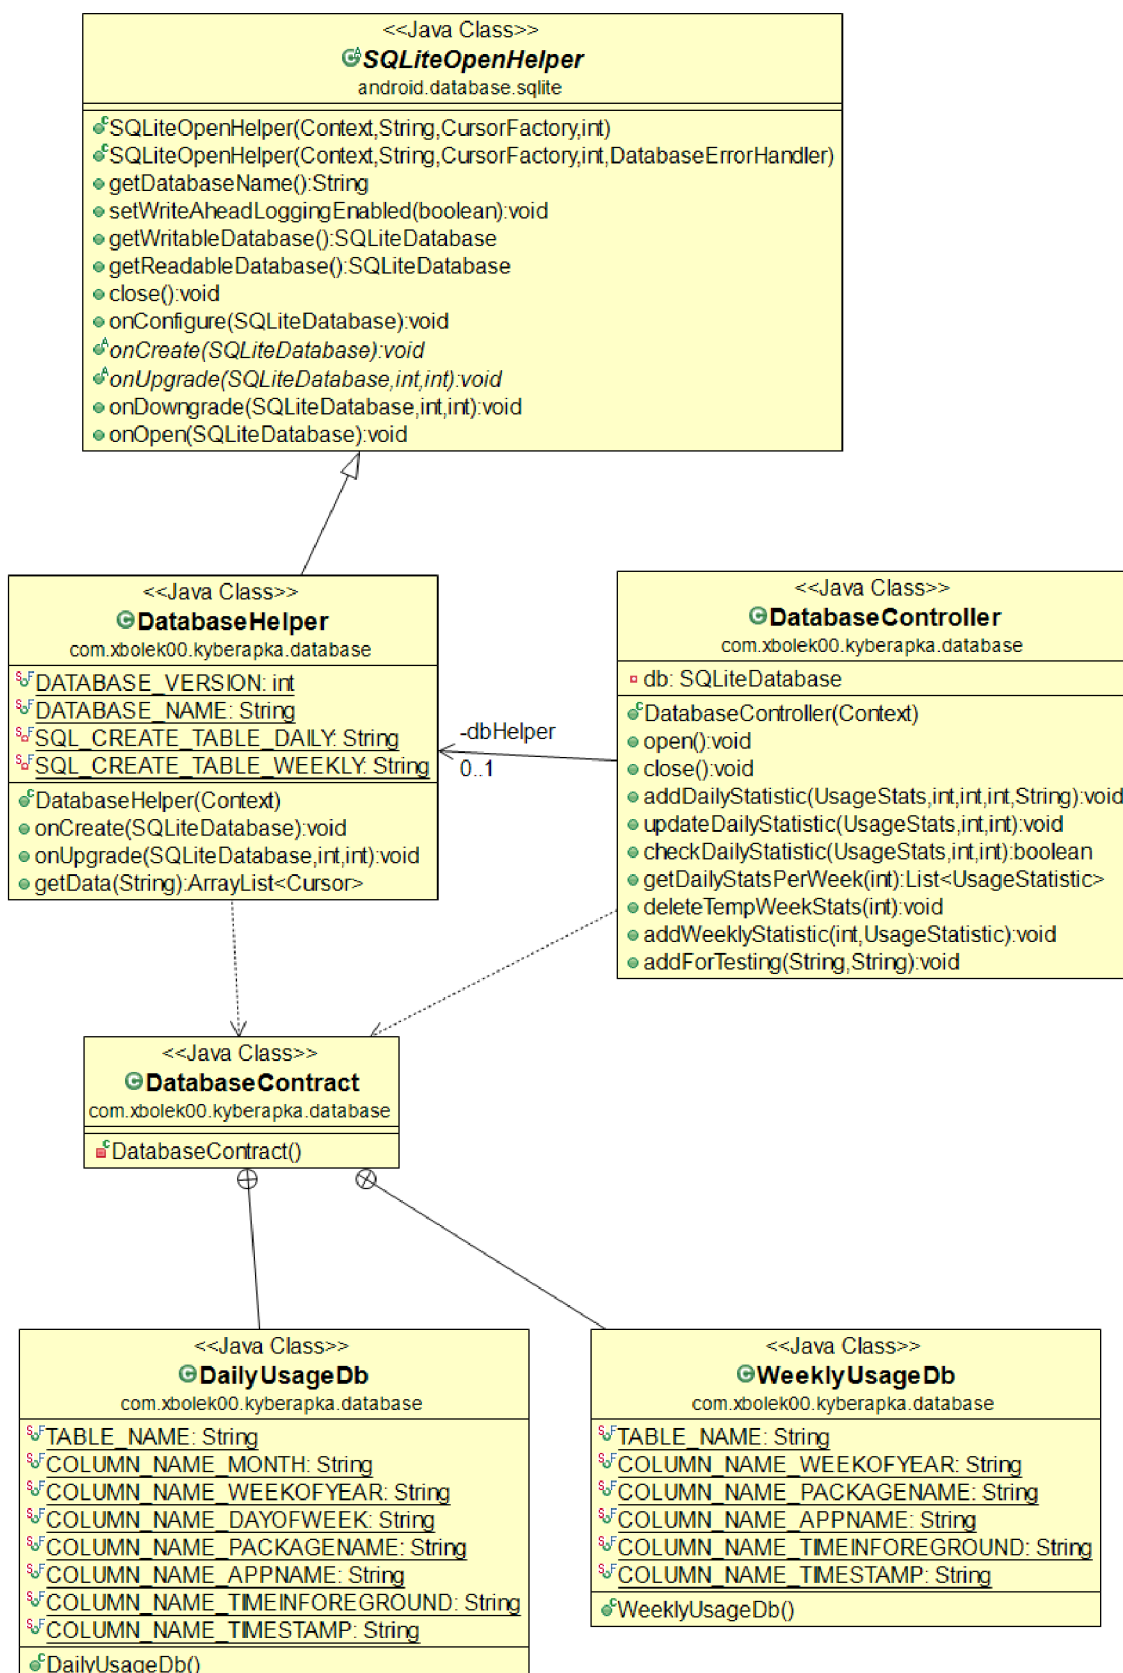 <<Java Class>>
SQLiteOpenHelper
android.database.sqlite
SQLiteOpenHelper(Context,String,CursorFactory,int)
SQLiteOpenHelper(Context,String,CursorFactory,int,DatabaseErrorHandler)
getDatabaseName():String
setWriteAheadLoggingEnabled(boolean):void
getWritableDatabase():SQLiteDatabase
getReadableDatabase():SQLiteDatabase
close():void
onConfigure(SQLiteDatabase):void
onCreate(SQLiteDatabase):void
onUpgrade(SQLiteDatabase,int,int):void
onDowngrade(SQLiteDatabase,int,int):void
onOpen(SQLiteDatabase):void
<<Java Class>>
DatabaseHelper
com.xbolek00.kyberapka.database
DATABASE_VERSION: int
DATABASE_NAME: String
SQL_CREATE_TABLE_DAILY: String
SQL_CREATE_TABLE_WEEKLY: String
DatabaseHelper(Context)
onCreate(SQLiteDatabase):void
onUpgrade(SQLiteDatabase,int,int):void
getData(String):ArrayList<Cursor>
-dbHelper
0..1
<<Java Class>>
DatabaseController
com.xbolek00.kyberapka.database
db: SQLiteDatabase
DatabaseController(Context)
open():void
close():void
addDailyStatistic(UsageStats,int,int,int,String):void
updateDailyStatistic(UsageStats,int,int):void
checkDailyStatistic(UsageStats,int,int):boolean
getDailyStatsPerWeek(int):List<UsageStatistic>
deleteTempWeekStats(int):void
addWeeklyStatistic(int,UsageStatistic):void
addForTesting(String,String):void
<<Java Class>>
DatabaseContract
com.xbolek00.kyberapka.database
DatabaseContract()
<<Java Class>>
DailyUsageDb
com.xbolek00.kyberapka.database
TABLE_NAME: String
COLUMN_NAME_MONTH: String
COLUMN_NAME_WEEKOFYEAR: String
COLUMN_NAME_DAYOFWEEK: String
COLUMN_NAME_PACKAGENAME: String
COLUMN_NAME_APPNAME: String
COLUMN_NAME_TIMEINFOREGROUND: String
COLUMN_NAME_TIMESTAMP: String
DailyUsageDb()
<<Java Class>>
WeeklyUsageDb
com.xbolek00.kyberapka.database
TABLE_NAME: String
COLUMN_NAME_WEEKOFYEAR: String
COLUMN_NAME_PACKAGENAME: String
COLUMN_NAME_APPNAME: String
COLUMN_NAME_TIMEINFOREGROUND: String
COLUMN_NAME_TIMESTAMP: String
WeeklyUsageDb()